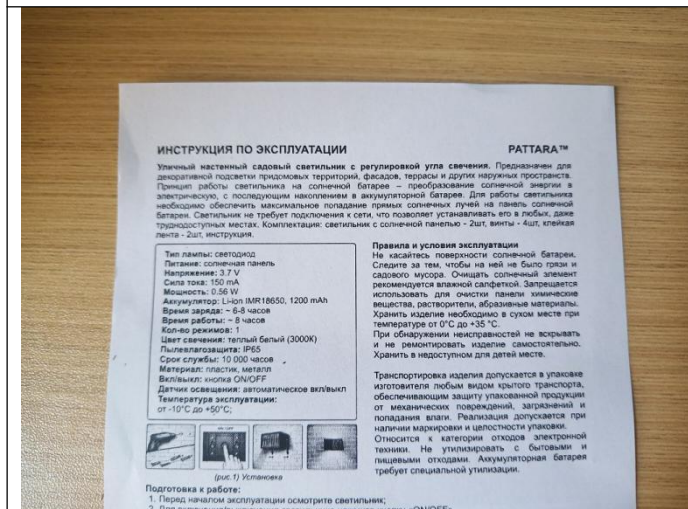 ИНСТРУКЦИЯ ПО ЭКСПЛУАТАЦИИ PATTARA™
Уличный настенный садовый светильник с регулировкой угла свечения. Предназначен для
декоративной подсветки придомовых территорий, фасадов, террасы и других наружных пространств.
Принцип работы светильника на солнечной батарее – преобразование солнечной энергии в
электрическую, с последующим накоплением в аккумуляторной батарее. Для работы светильника
необходимо обеспечить максимальное попадание прямых солнечных лучей на панель солнечной
батареи. Светильник не требует подключения к сети, что позволяет устанавливать его в любых, даже
труднодоступных местах. Комплектация: светильник с солнечной панелью - 2шт, винты - 4шт, клейкая
лента - 2шт, инструкция.
Тип лампы: светодиод
Питание: солнечная панель
Напряжение: 3.7 V
Сила тока: 150 mA
Мощность: 0.56 W
Аккумулятор: Li-ion IMR18650, 1200 mAh
Время заряда: ~ 6-8 часов
Время работы: ~ 8 часов
Кол-во режимов: 1
Цвет свечения: теплый белый (3000К)
Пылевлагозащита: IP65
Срок службы: 10 000 часов
Материал: пластик, металл
Вкл/выкл: кнопка ON/OFF
Датчик освещения: автоматическое вкл/выкл
Температура эксплуатации:
от -10°С до +50°С;
(рис.1) Установка
Правила и условия эксплуатации
Не касайтесь поверхности солнечной батареи.
Следите за тем, чтобы на ней не было грязи и
садового мусора. Очищать солнечный элемент
рекомендуется влажной салфеткой. Запрещается
использовать для очистки панели химические
вещества, растворители, абразивные материалы.
Хранить изделие необходимо в сухом месте при
температуре от 0°С до +35 °С.
При обнаружении неисправностей не вскрывать
и не ремонтировать изделие самостоятельно.
Хранить в недоступном для детей месте.
Транспортировка изделия допускается в упаковке
изготовителя любым видом крытого транспорта,
обеспечивающим защиту упакованной продукции
от механических повреждений, загрязнений и
попадания влаги. Реализация допускается при
наличии маркировки и целостности упаковки.
Относится к категории отходов электронной
техники. Не утилизировать с бытовыми и
пищевыми отходами. Аккумуляторная батарея
требует специальной утилизации.
Подготовка к работе:
1. Перед началом эксплуатации осмотрите светильник;